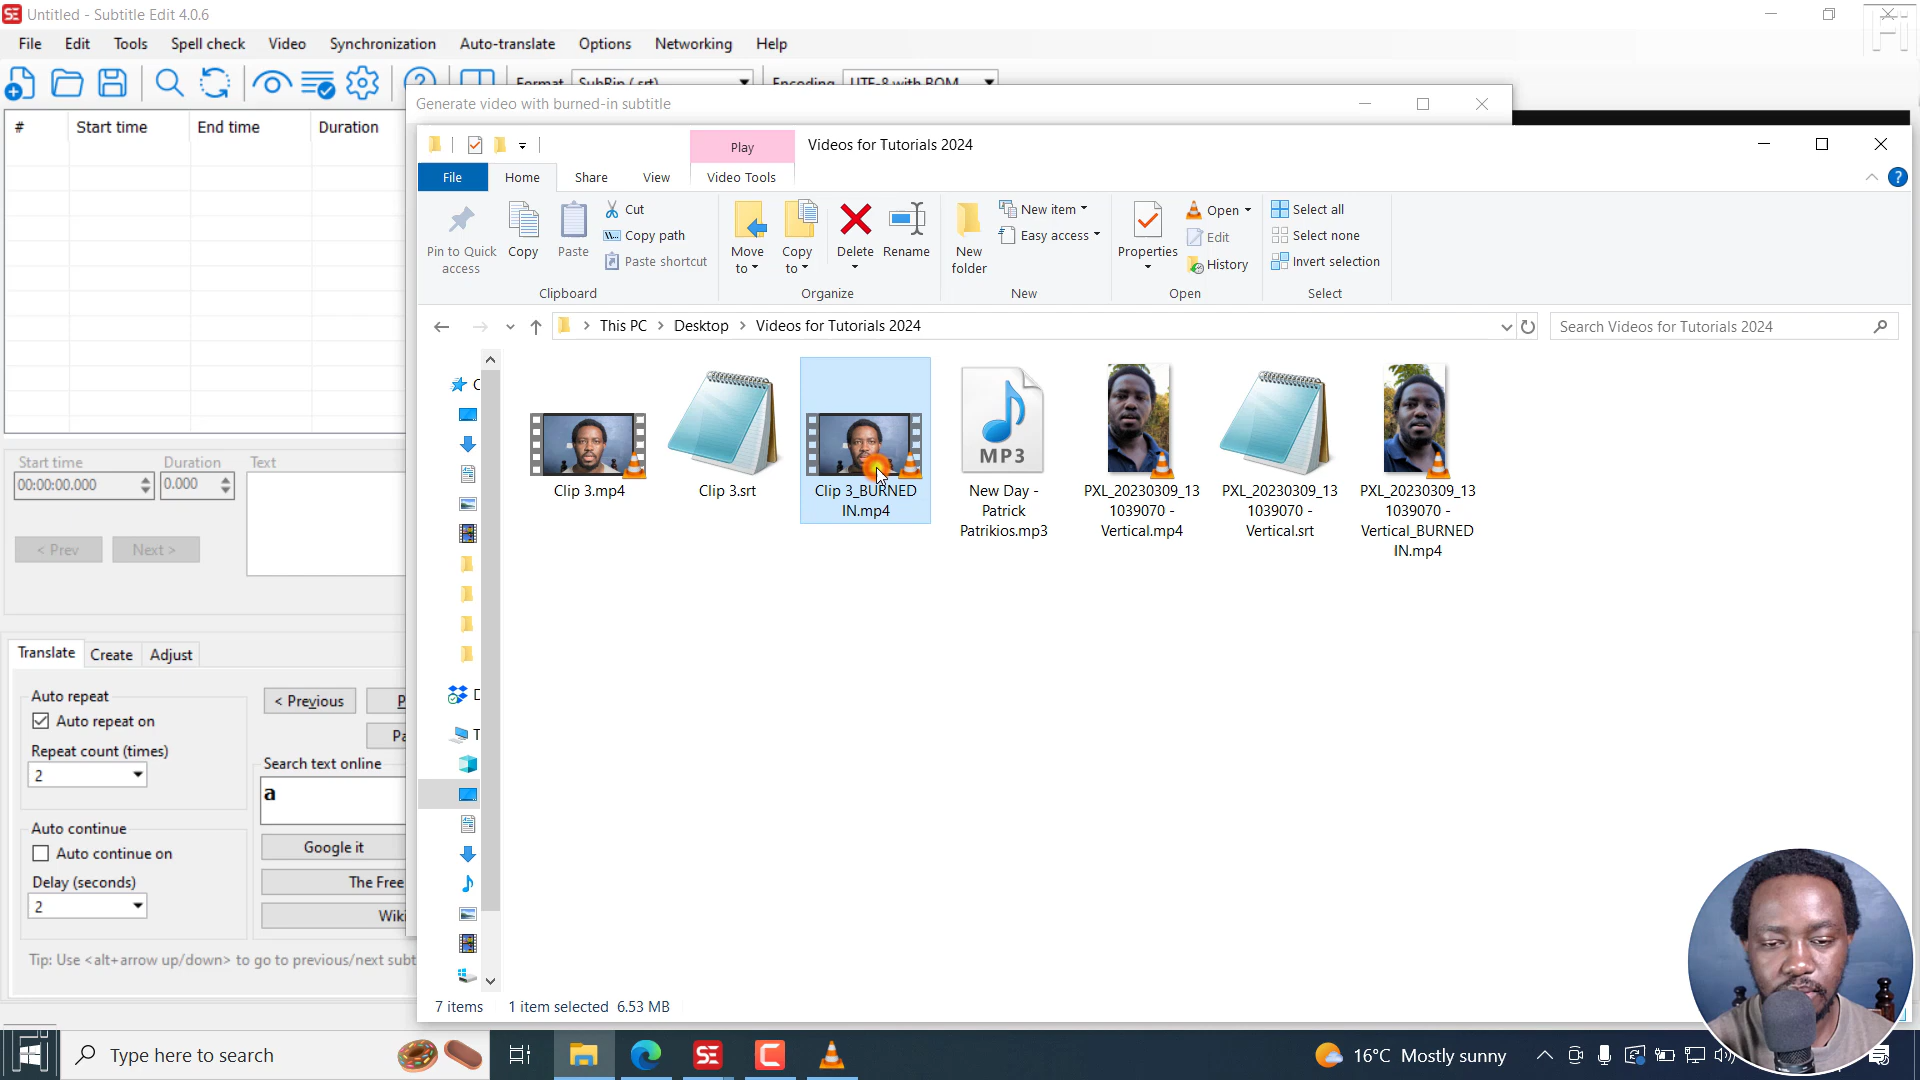 Untitled - Subtitle Edit 4.0.6
File Edit Tools Spell check Video Synchronization Auto-translate Options Networking Help
Format SubRip (.srt) Encoding UTF-8 with BOM
Generate video with burned-in subtitle
# Start time End time Duration
Play Videos for Tutorials 2024
File Home Share View Video Tools
Pin to Quick access
Copy
Paste
Cut
Copy path
Paste shortcut
Clipboard
Move to
Copy to
Delete
Rename
Organize
New folder
New item
Easy access
New
Properties
Open
Edit
History
Open
Select all
Select none
Invert selection
Select
This PC > Desktop > Videos for Tutorials 2024
Search Videos for Tutorials 2024
Clip 3.mp4
Clip 3.srt
Clip 3_BURNED
IN.mp4
MP3
New Day -
Patrick
Patrikios.mp3
PXL_20230309_13
1039070 -
Vertical.mp4
PXL_20230309_13
1039070 -
Vertical.srt
PXL_20230309_13
1039070 -
Vertical_BURNED
IN.mp4
Start time Duration Text
00:00:00.000 0.000
< Prev Next >
Translate Create Adjust
Auto repeat
Auto repeat on
Repeat count (times)
2
Auto continue
Auto continue on
Delay (seconds)
2
< Previous
Search text online
a
Google it
The Free
Tip: Use <alt+arrow up/down> to go to previous/next subt
7 items 1 item selected 6.53 MB
Type here to search
16°C Mostly sunny